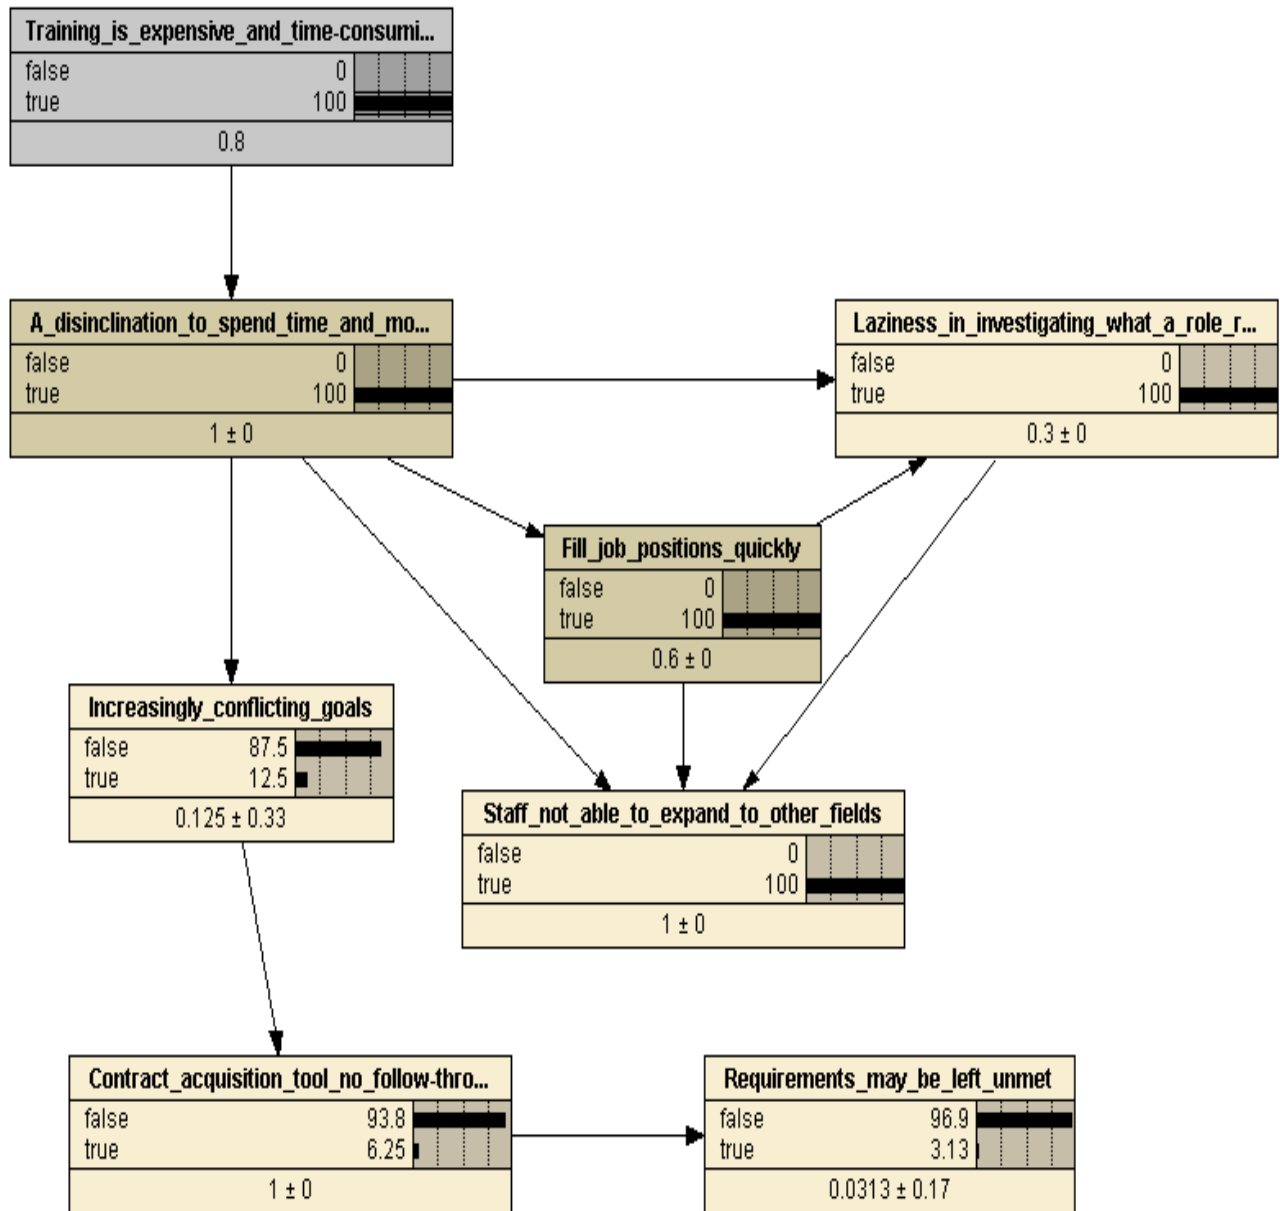 Training_is_expensive_and_time-consumi...
false 0
true 100
0.8
A_disinclination_to_spend_time_and_mo...
false 0
true 100
1 ± 0
Laziness_in_investigating_what_a_role_r...
false 0
true 100
0.3 ± 0
Fill_job_positions_quickly
false 0
true 100
0.6 ± 0
Increasingly_conflicting_goals
false 87.5
true 12.5
0.125 ± 0.33
Staff_not_able_to_expand_to_other_fields
false 0
true 100
1 ± 0
Contract_acquisition_tool_no_follow-thro...
false 93.8
true 6.25
1 ± 0
Requirements_may_be_left_unmet
false 96.9
true 3.13
0.0313 ± 0.17